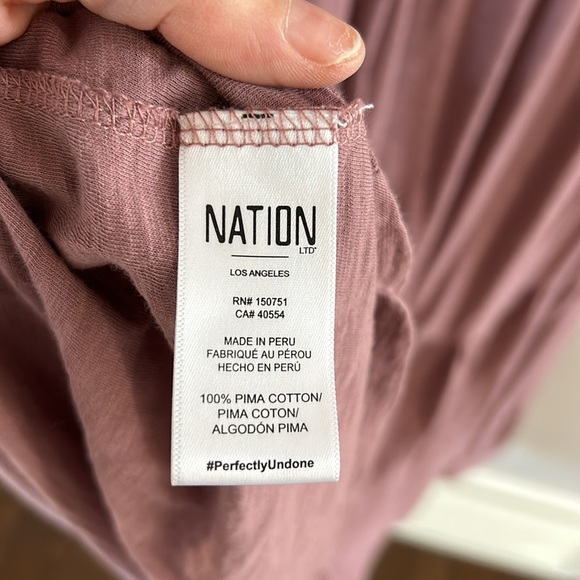 NATION
LTD
LOS ANGELES
RN# 150751
CA# 40554
MADE IN PERU
FABRIQUÉ AU PÉROU
HECHO EN PERÚ
100% PIMA COTTON/
PIMA COTON/
ALGODÓN PIMA
#PerfectlyUndone